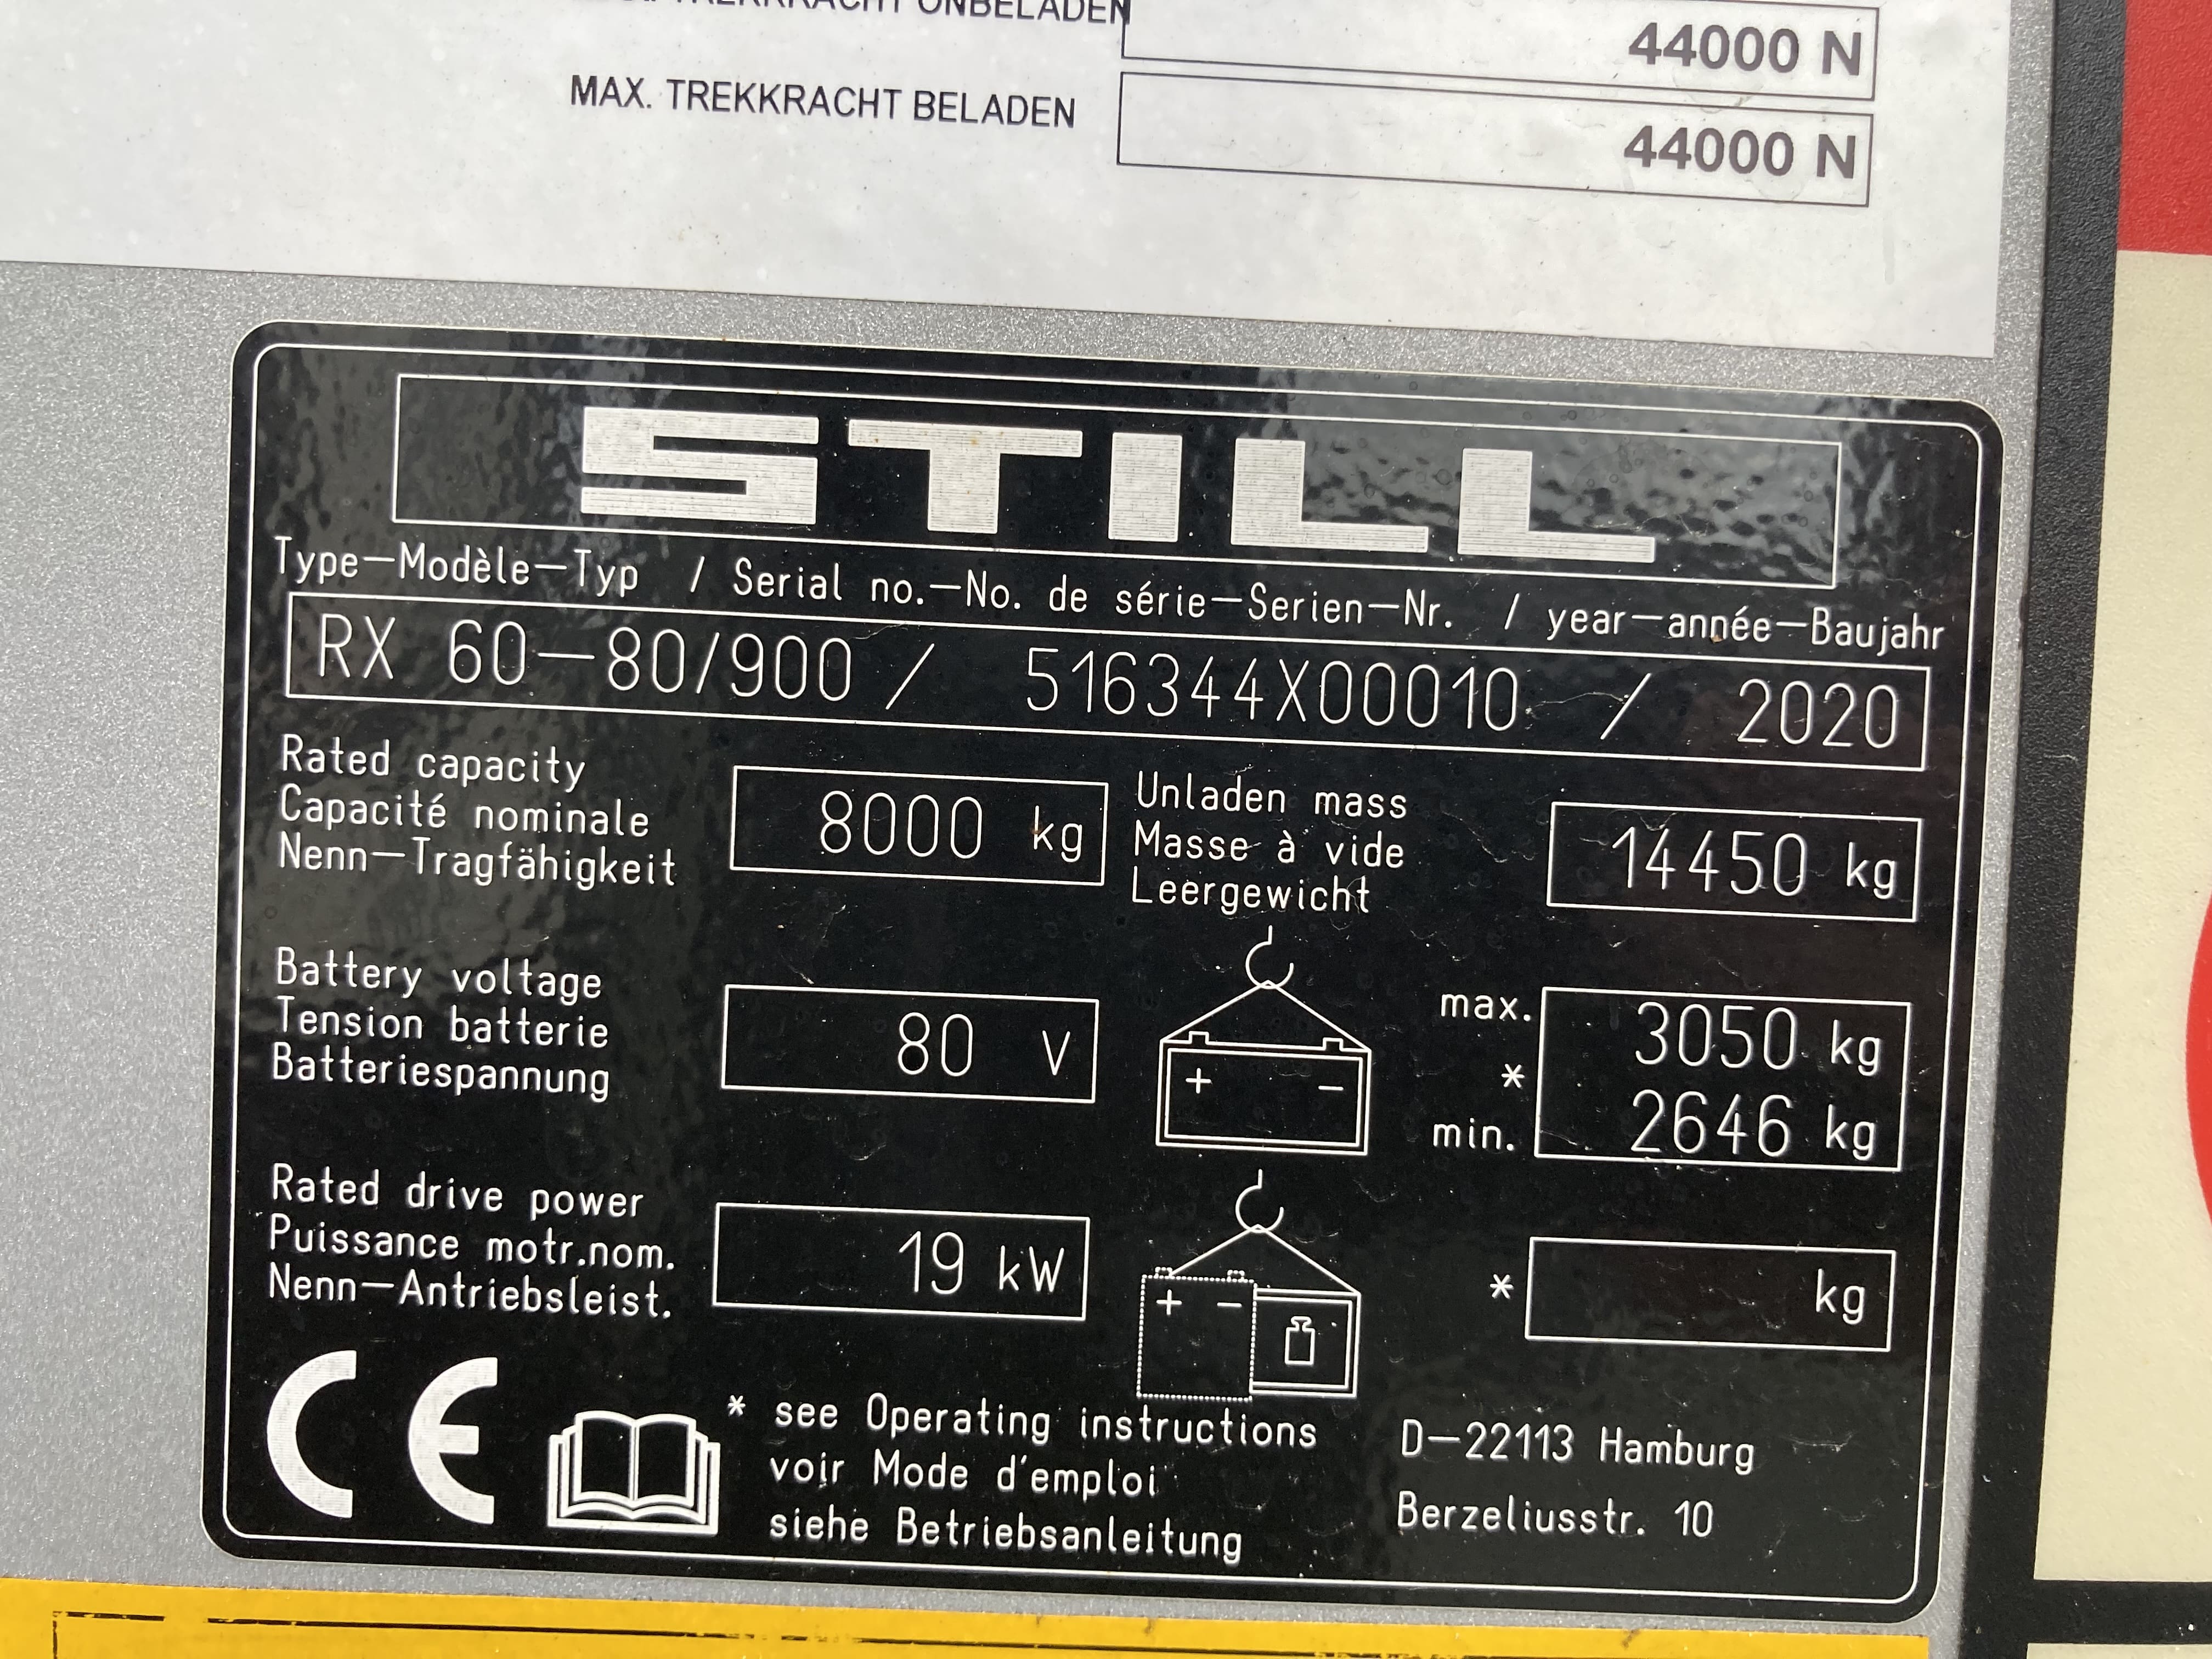 TREKKRACHT ONBELADEN
44000 N
MAX. TREKKRACHT BELADEN
44000 N
STILL
Type-Modèle-Typ / Serial no.-No. de série-Serien-Nr. / year-année-Baujahr
RX 60-80/900 / 516344X00010 / 2020
Rated capacity
Capacité nominale
Nenn-Tragfähigkeit
8000 kg
Unladen mass
Masse à vide
Leergewicht
14450 kg
Battery voltage
Tension batterie
Batteriespannung
80 V
+ -
max.
*
min.
3050 kg
2646 kg
Rated drive power
Puissance motr.nom.
Nenn-Antriebsleist.
19 kW
+ -
* kg
CE
* see Operating instructions
voir Mode d'emploi
siehe Betriebsanleitung
D-22113 Hamburg
Berzeliusstr. 10